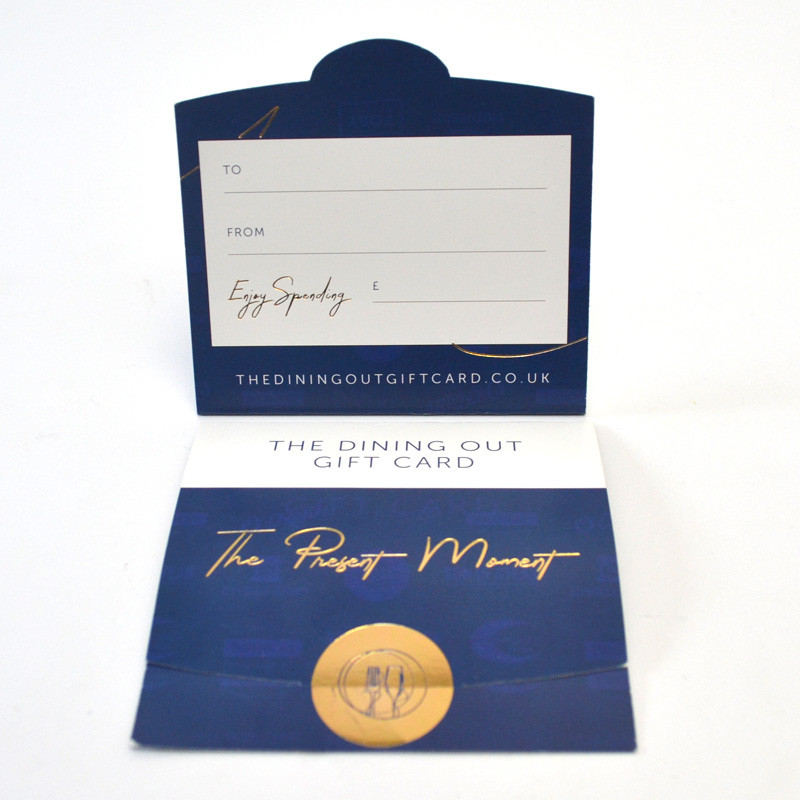 TO
FROM
Enjoy Spending £
THEDININGOUTGIFTCARD.CO.UK
THE DINING OUT
GIFT CARD
The Present Moment